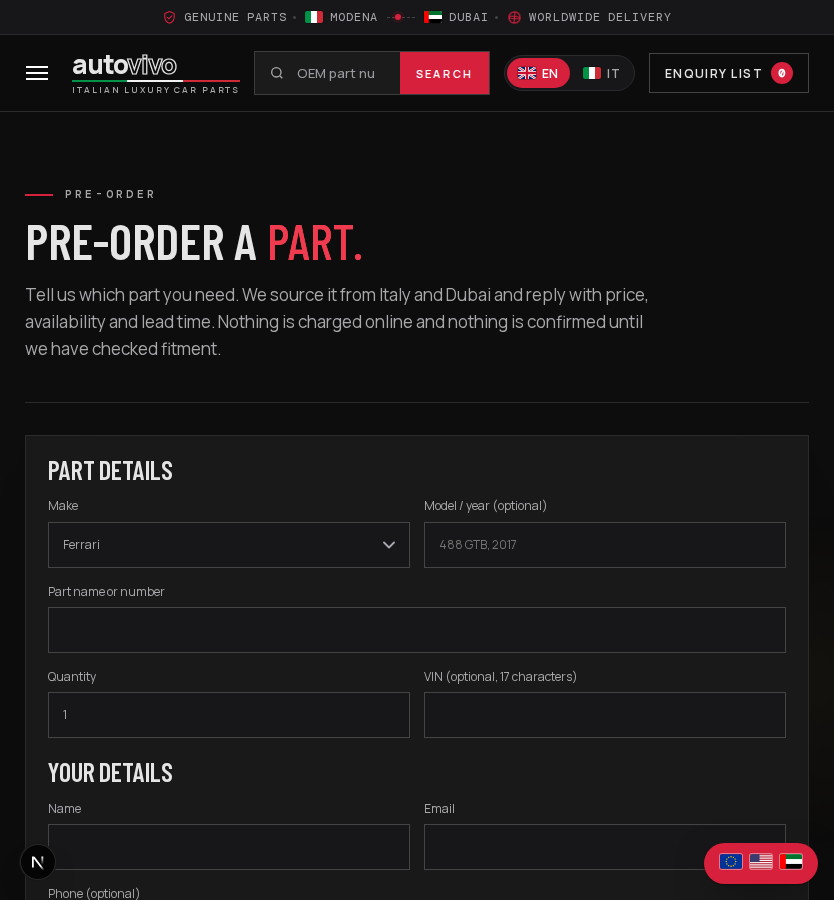 GENUINE PARTS • MODENA DUBAI • WORLDWIDE DELIVERY
autovivo
ITALIAN LUXURY CAR PARTS
OEM part nu
SEARCH
EN
IT
ENQUIRY LIST 0
PRE-ORDER
PRE-ORDER A PART.
Tell us which part you need. We source it from Italy and Dubai and reply with price,
availability and lead time. Nothing is charged online and nothing is confirmed until
we have checked fitment.
PART DETAILS
Make
Model / year (optional)
Ferrari
488 GTB, 2017
Part name or number
Quantity
VIN (optional, 17 characters)
1
YOUR DETAILS
Name
Email
N
Phone (optional)